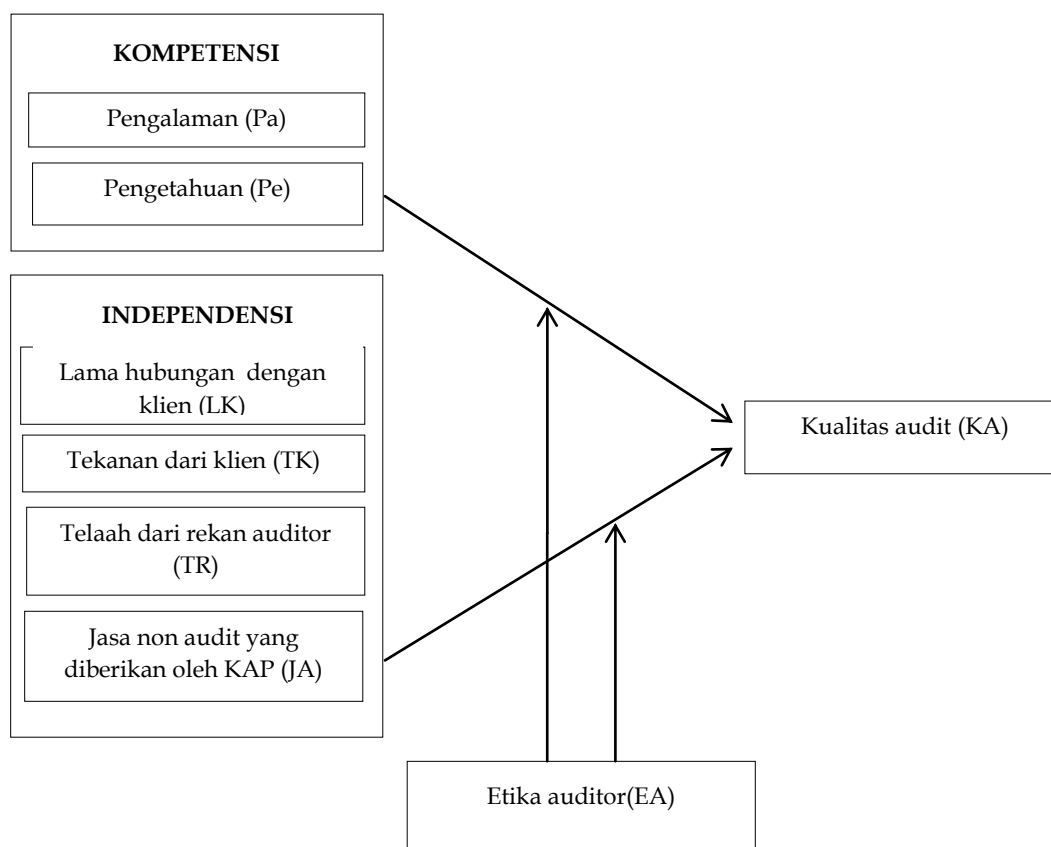 KOMPETENSI
Pengalaman (Pa)
Pengetahuan (Pe)
INDEPENDENSI
Lama hubungan dengan
klien (LK)
Tekanan dari klien (TK)
Telaah dari rekan auditor
(TR)
Jasa non audit yang
diberikan oleh KAP (JA)
Kualitas audit (KA)
Etika auditor(EA)